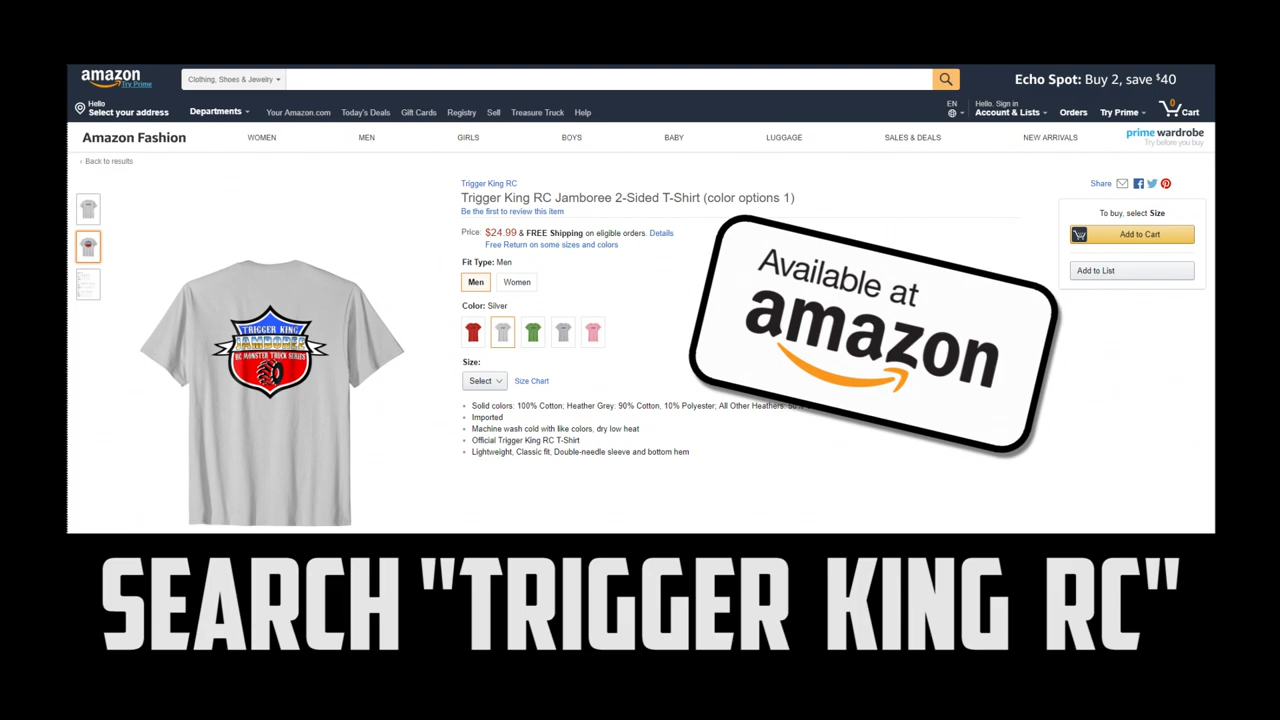 amazon
Try Prime
Clothing, Shoes & Jewelry
Echo Spot: Buy 2, save $40
Hello
Select your address
Departments
Your Amazon.com
Today's Deals
Gift Cards
Registry
Sell
Treasure Truck
Help
EN
Hello. Sign in
Account & Lists
Orders
Try Prime
0
Cart
Amazon Fashion
WOMEN
MEN
GIRLS
BOYS
BABY
LUGGAGE
SALES & DEALS
NEW ARRIVALS
prime wardrobe
Try before you buy
‹ Back to results
TRIGGER KING
JAMBOREE
RC MONSTER TRUCK SERIES
Trigger King RC
Trigger King RC Jamboree 2-Sided T-Shirt (color options 1)
Be the first to review this item
Price: $24.99 & FREE Shipping on eligible orders. Details
Free Return on some sizes and colors
Fit Type: Men
Men
Women
Color: Silver
Size:
Select
Size Chart
• Solid colors: 100% Cotton; Heather Grey: 90% Cotton, 10% Polyester; All Other Heathers:
• Imported
• Machine wash cold with like colors, dry low heat
• Official Trigger King RC T-Shirt
• Lightweight, Classic fit, Double-needle sleeve and bottom hem
Share
To buy, select Size
Add to Cart
Add to List
Available at
amazon
SEARCH "TRIGGER KING RC"